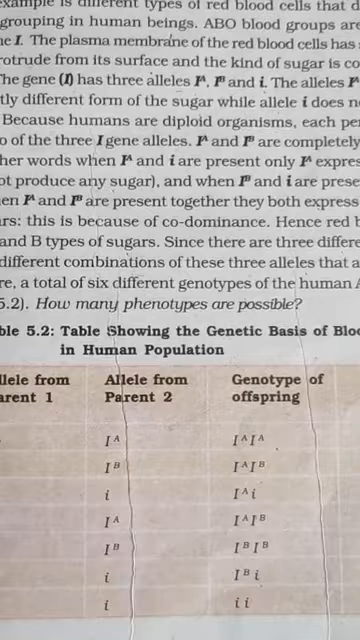 example is different types of red blood cells that d
grouping in human beings. ABO blood groups are
ne I. The plasma membrane of the red blood cells has
rotrude from its surface and the kind of sugar is co
The gene (I) has three alleles Iᴬ, Iᴮ and i. The alleles Iᴬ
tly different form of the sugar while allele i does n
Because humans are diploid organisms, each per
o of the three I gene alleles. Iᴬ and Iᴮ are completely
her words when Iᴬ and i are present only Iᴬ expres
ot produce any sugar), and when Iᴮ and i are prese
en Iᴬ and Iᴮ are present together they both express
rs: this is because of co-dominance. Hence red b
and B types of sugars. Since there are three differe
different combinations of these three alleles that a
re, a total of six different genotypes of the human A
5.2). How many phenotypes are possible?
ble 5.2: Table Showing the Genetic Basis of Bloo
in Human Population
llele from Allele from Genotype of
arent 1 Parent 2 offspring
Iᴬ IᴬIᴬ
Iᴮ IᴬIᴮ
i Iᴬi
Iᴬ IᴬIᴮ
Iᴮ IᴮIᴮ
i Iᴮi
i ii